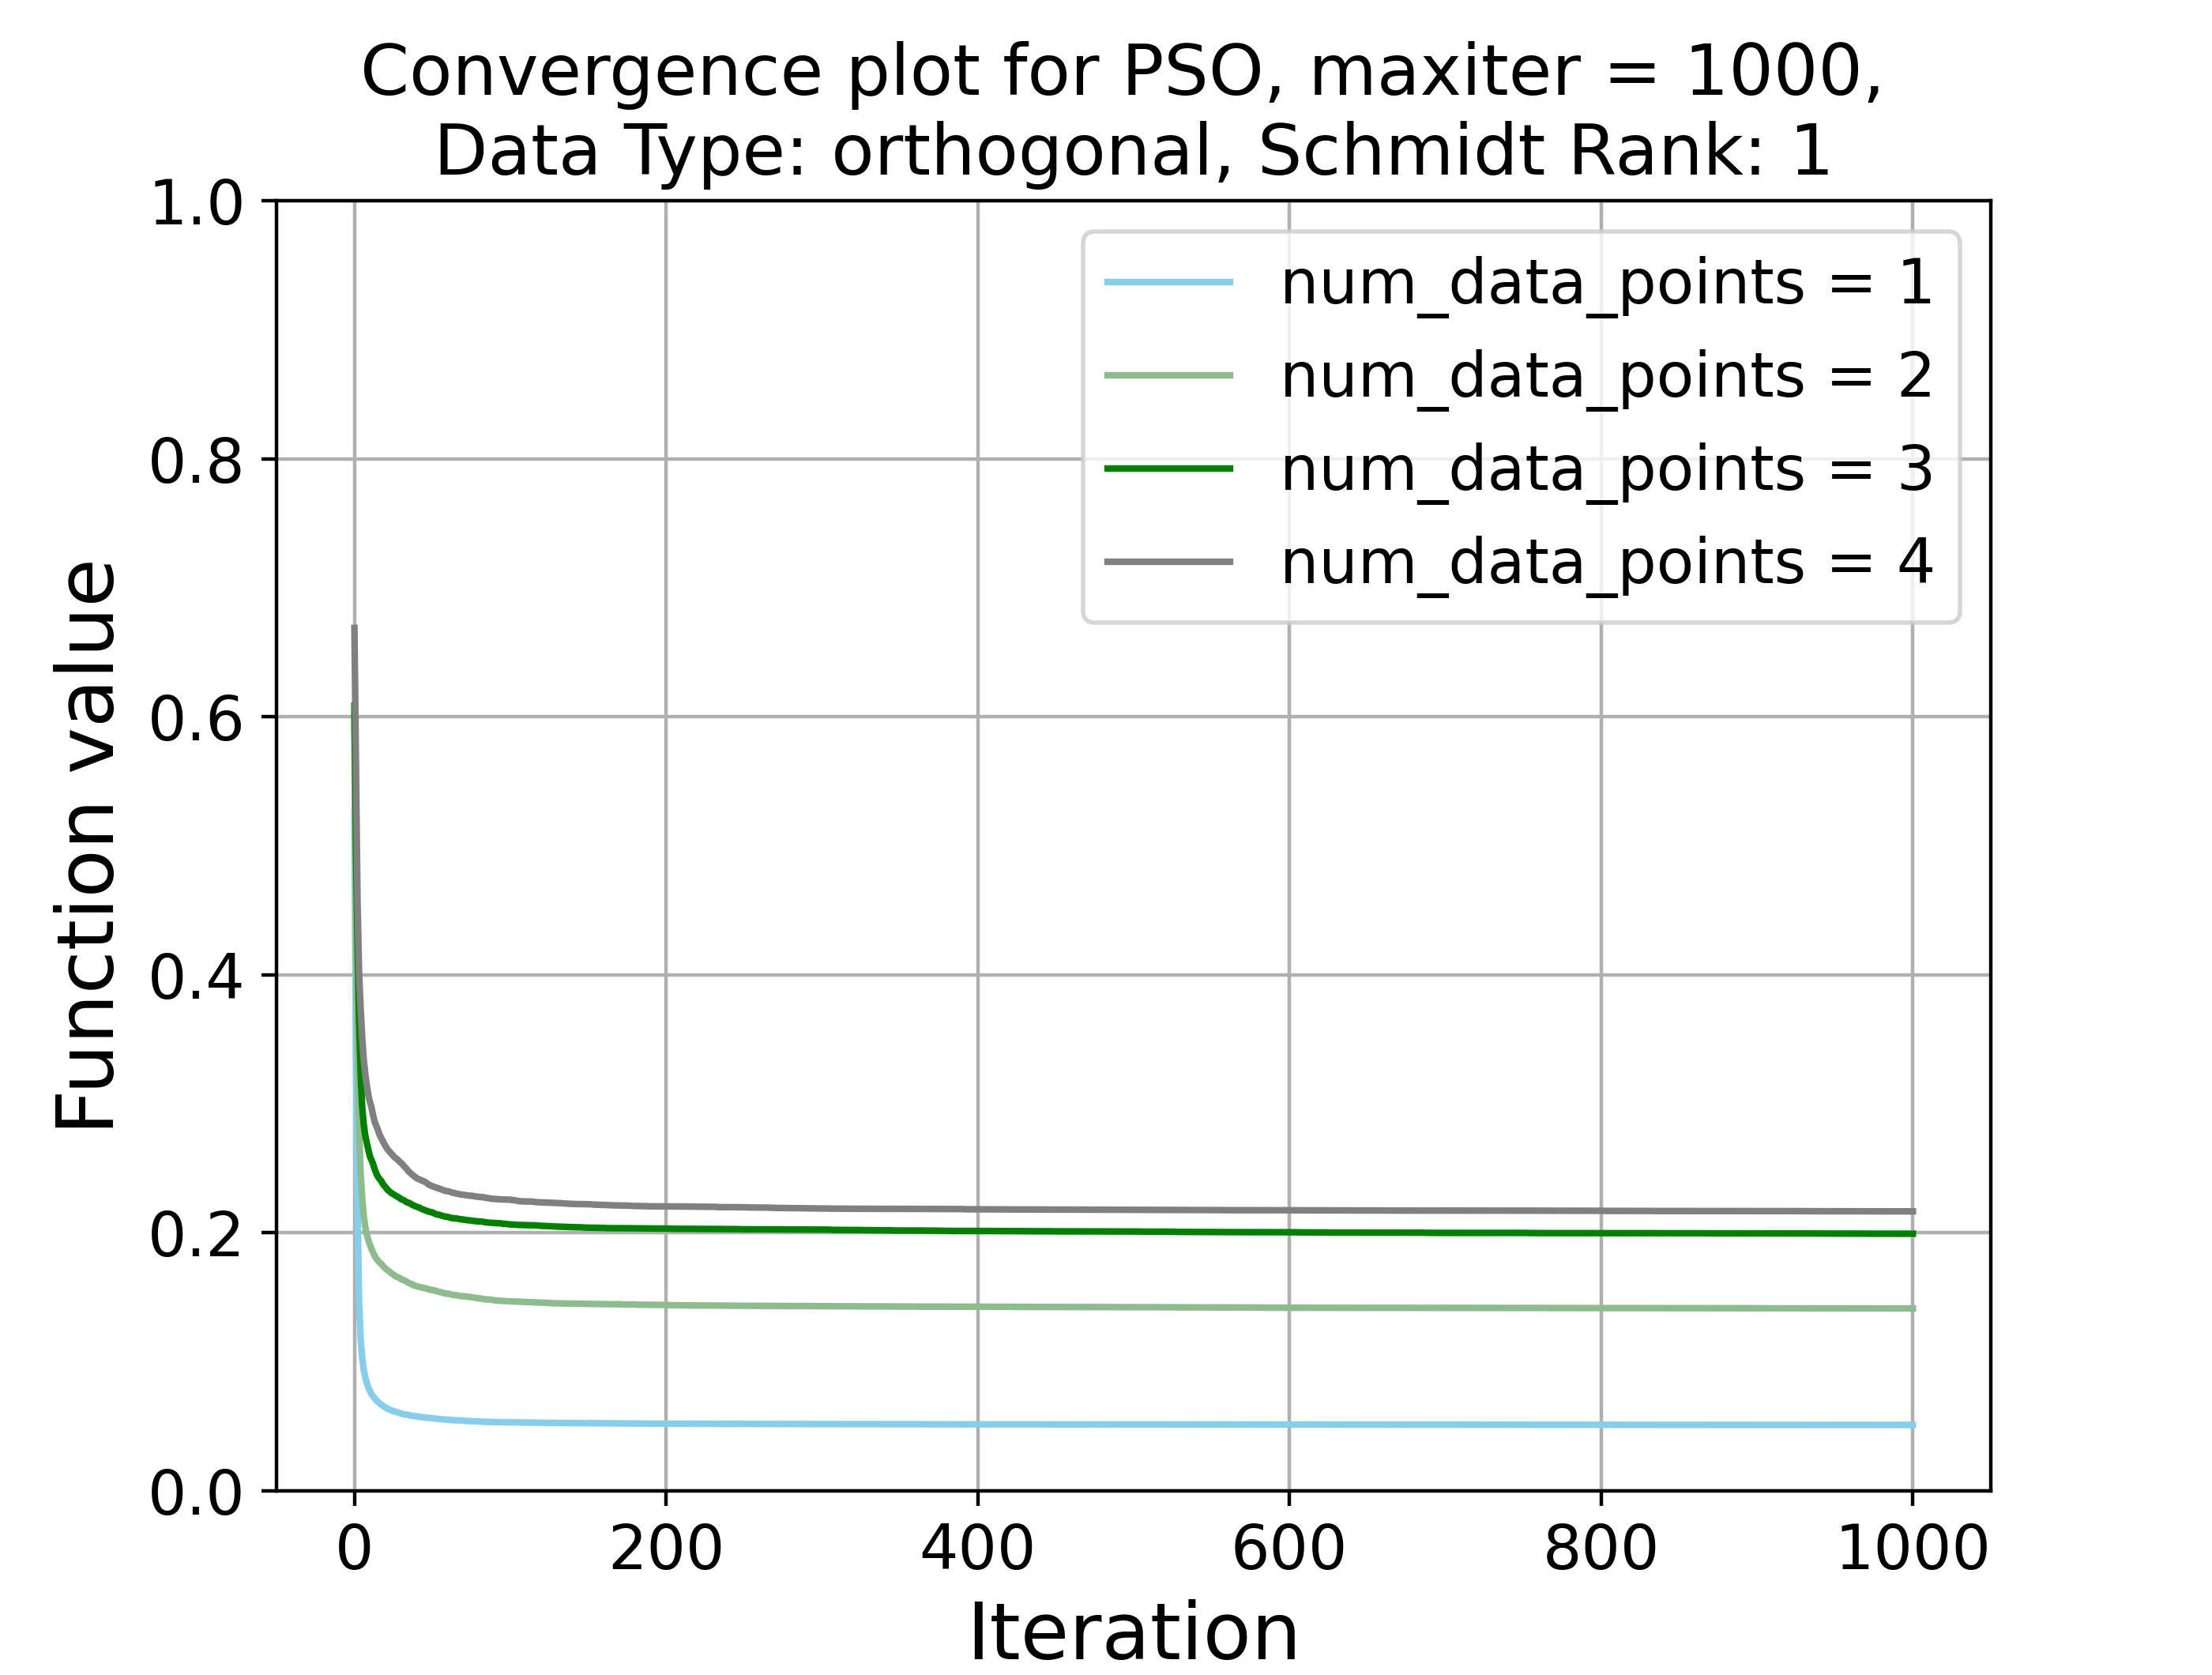 Convergence plot for PSO, maxiter = 1000,
Data Type: orthogonal, Schmidt Rank: 1
1.0
0.8
0.6
0.4
0.2
0.0
Function value
num_data_points = 1
num_data_points = 2
num_data_points = 3
num_data_points = 4
0 200 400 600 800 1000
Iteration